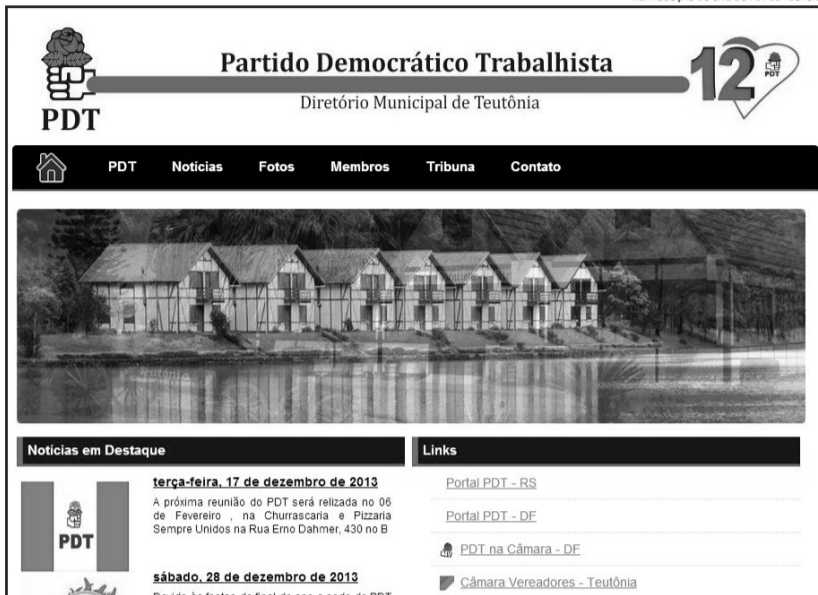 Partido Democrático Trabalhista
Diretório Municipal de Teutônia
PDT
12
PDT
PDT
Notícias
Fotos
Membros
Tribuna
Contato
Notícias em Destaque
PDT
terça-feira, 17 de dezembro de 2013
A próxima reunião do PDT será relizada no 06
de Fevereiro , na Churrascaria e Pizzaria
Sempre Unidos na Rua Erno Dahmer, 430 no B
sábado, 28 de dezembro de 2013
Links
Portal PDT - RS
Portal PDT - DF
PDT na Câmara - DF
Câmara Vereadores - Teutônia